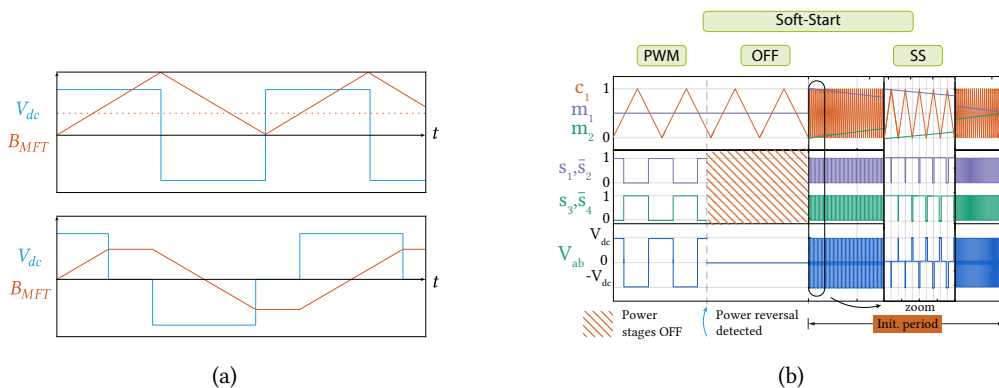 V_dc
B_MFT
t
V_dc
B_MFT
t
(a)
Soft-Start
PWM
OFF
SS
c_1
m_1
m_2
1
0
s_1,s̄_2
1
0
s_3,s̄_4
1
0
V_ab
V_dc
0
-V_dc
zoom
Power
stages OFF
Power reversal
detected
Init. period
(b)